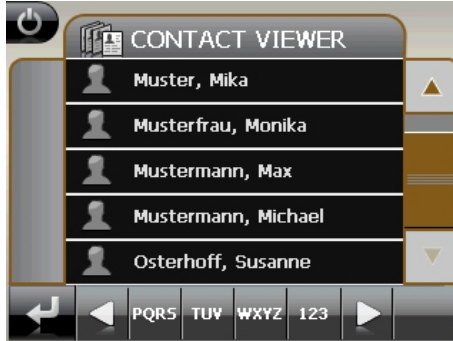 CONTACT VIEWER
Muster, Mika
Musterfrau, Monika
Mustermann, Max
Mustermann, Michael
Osterhoff, Susanne
PQRS TUV WXYZ 123